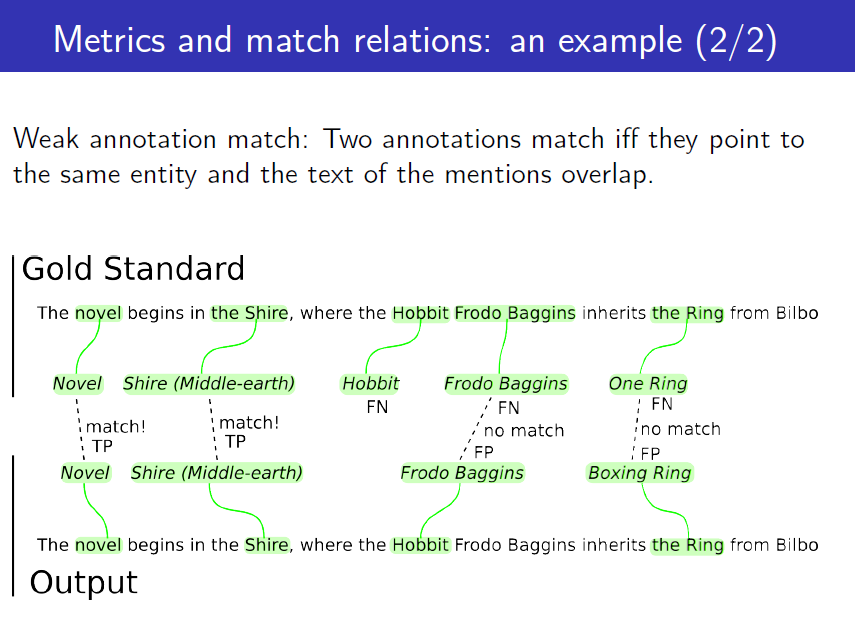 Metrics and match relations: an example (2/2)
Weak annotation match: Two annotations match iff they point to
the same entity and the text of the mentions overlap.
Gold Standard
The novel begins in the Shire, where the Hobbit Frodo Baggins inherits the Ring from Bilbo
Novel Shire (Middle-earth) Hobbit Frodo Baggins One Ring
FN FN FN
match! match! no match no match
TP TP FP FP
Novel Shire (Middle-earth) Frodo Baggins Boxing Ring
The novel begins in the Shire, where the Hobbit Frodo Baggins inherits the Ring from Bilbo
Output